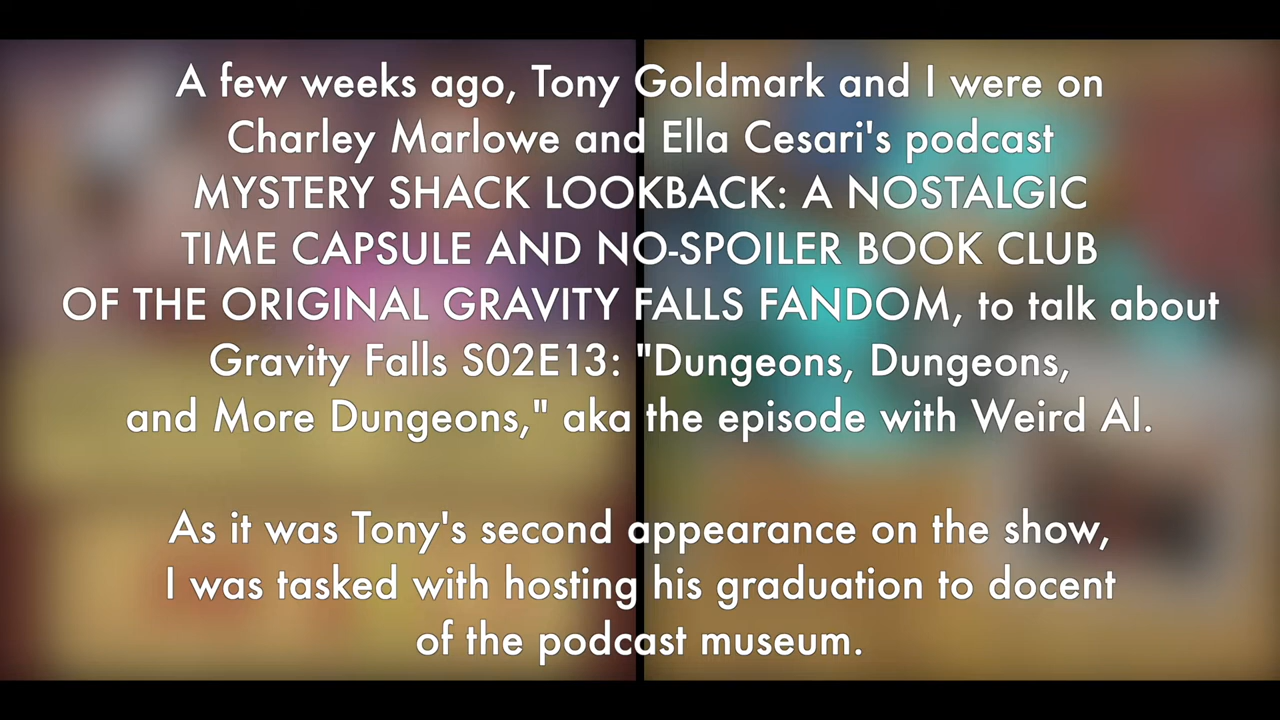 A few weeks ago, Tony Goldmark and I were on
Charley Marlowe and Ella Cesari's podcast
MYSTERY SHACK LOOKBACK: A NOSTALGIC
TIME CAPSULE AND NO-SPOILER BOOK CLUB
OF THE ORIGINAL GRAVITY FALLS FANDOM, to talk about
Gravity Falls S02E13: "Dungeons, Dungeons,
and More Dungeons," aka the episode with Weird Al.
As it was Tony's second appearance on the show,
I was tasked with hosting his graduation to docent
of the podcast museum.